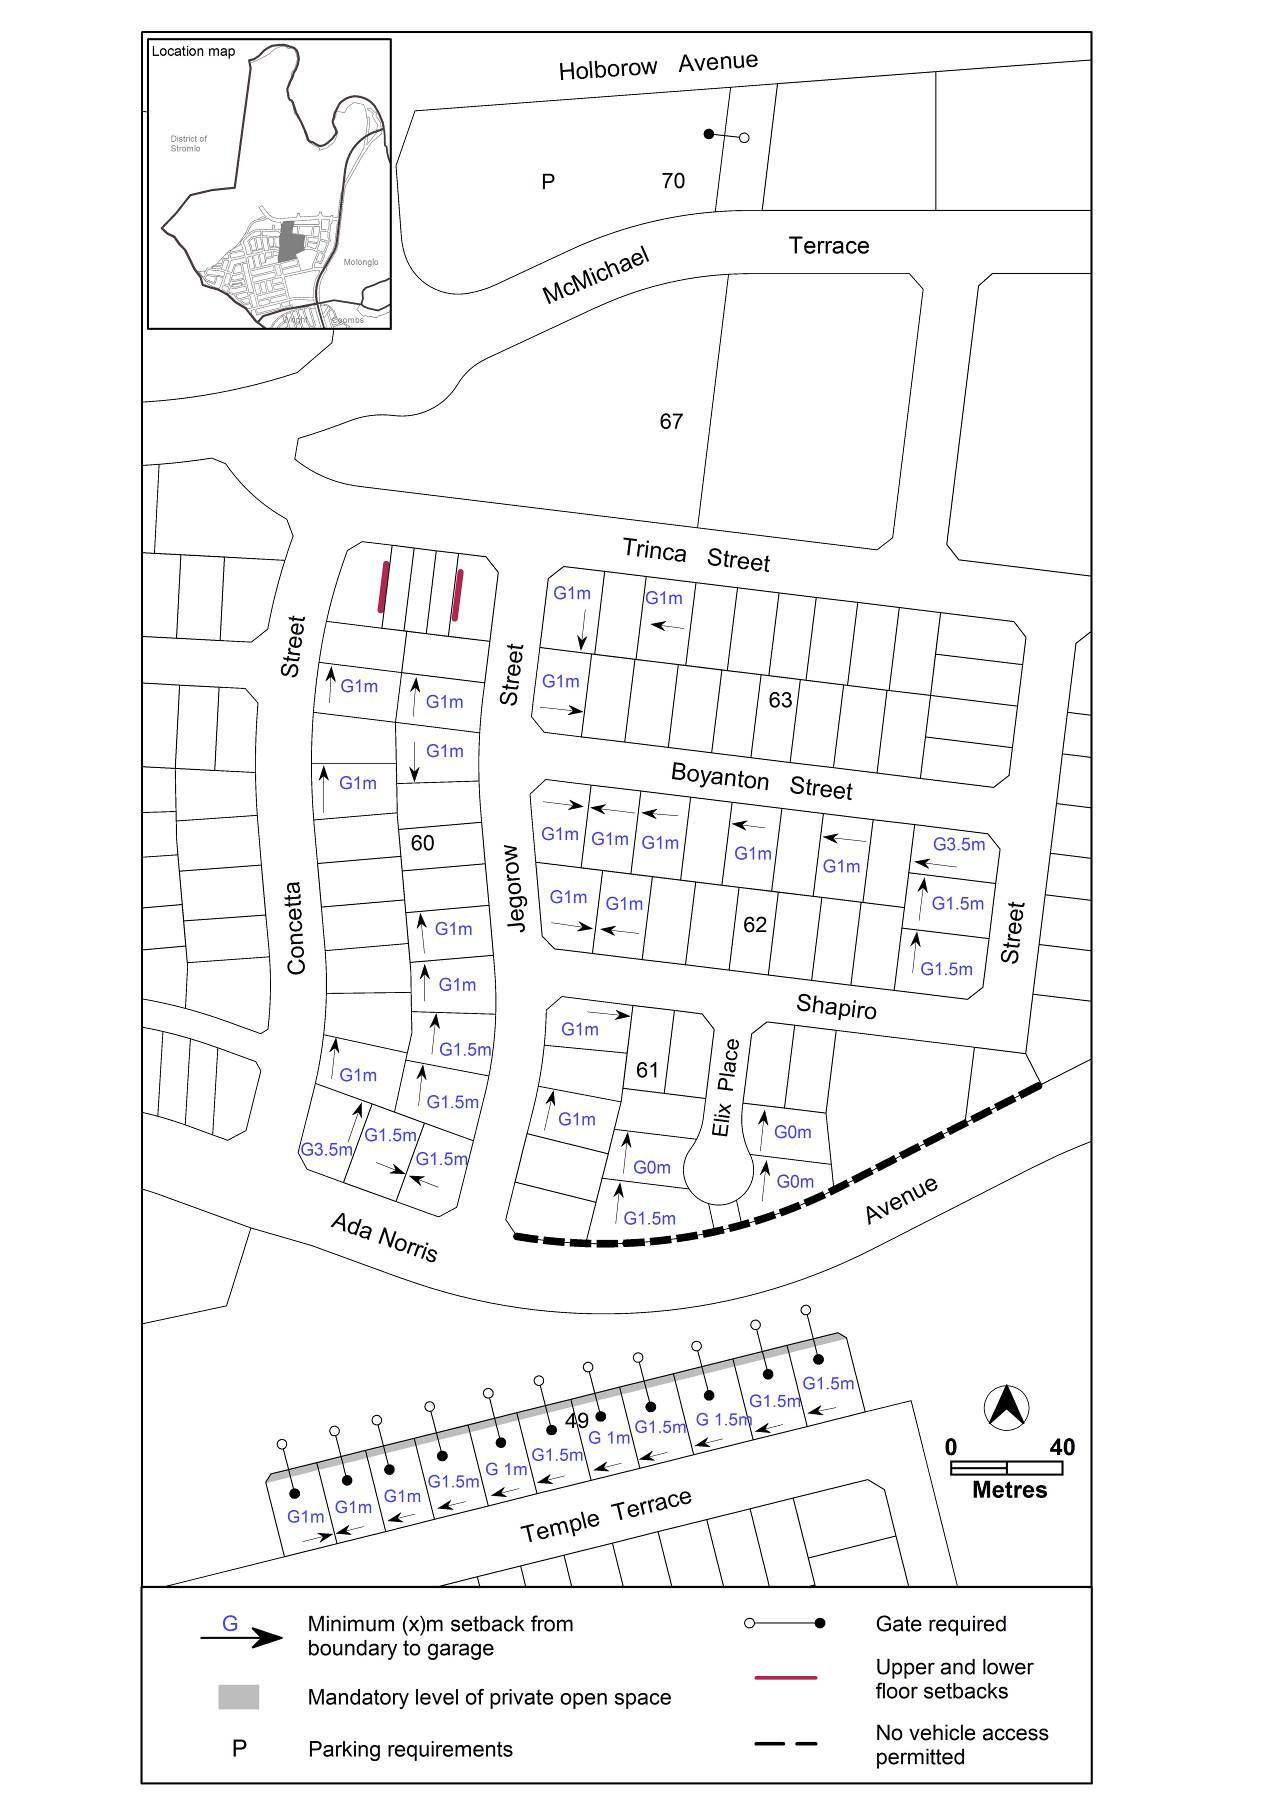 Location map
District of
Stromlo
Molonglo
Wright
Coombs
Holborow Avenue
P
70
McMichael
Terrace
67
Trinca Street
Street
Street
G1m
G1m
G1m
63
G1m
G1m
G1m
G1m
Boyanton Street
60
Concetta
Jegorow
G1m
G1m
G1m
G1m
G1m
G3.5m
G1m
G1m
62
G1.5m
G1.5m
Street
G1m
G1m
G1.5m
G1m
G1.5m
G3.5m
G1.5m
G1.5m
Shapiro
G1m
61
Elix Place
G1m
G0m
G0m
G0m
G1.5m
Ada Norris
Avenue
G1m
G1m
G1m
G1.5m
G 1m
G1.5m
49
G 1m
G1.5m
G 1.5m
G1.5m
G1.5m
Temple Terrace
0 40
Metres
G
Minimum (x)m setback from
boundary to garage
Mandatory level of private open space
P
Parking requirements
Gate required
Upper and lower
floor setbacks
No vehicle access
permitted